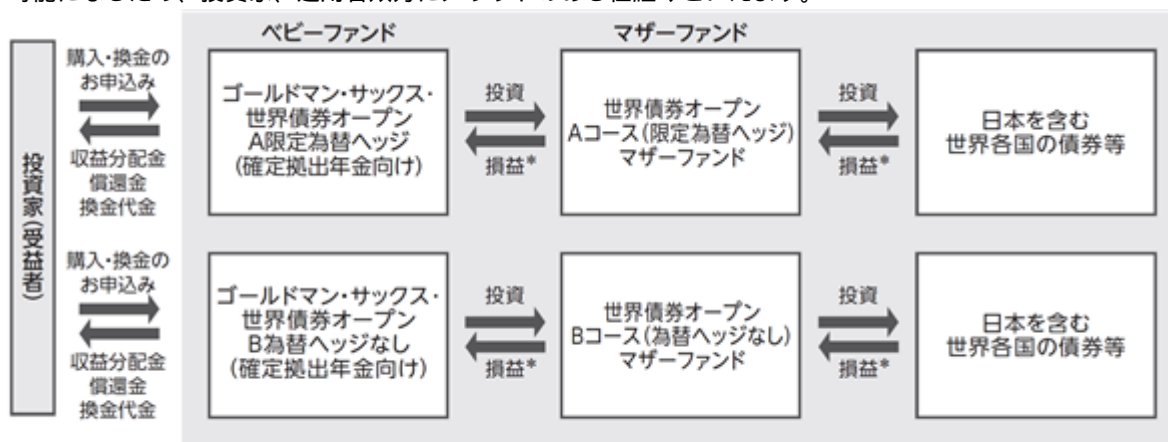 ベビーファンド
マザーファンド
投資家(受益者)
購入・換金の
お申込み
収益分配金
償還金
換金代金
ゴールドマン・サックス・
世界債券オープン
A限定為替ヘッジ
(確定拠出年金向け)
投資
損益*
世界債券オープン
Aコース(限定為替ヘッジ)
マザーファンド
投資
損益*
日本を含む
世界各国の債券等
購入・換金の
お申込み
収益分配金
償還金
換金代金
ゴールドマン・サックス・
世界債券オープン
B為替ヘッジなし
(確定拠出年金向け)
投資
損益*
世界債券オープン
Bコース(為替ヘッジなし)
マザーファンド
投資
損益*
日本を含む
世界各国の債券等